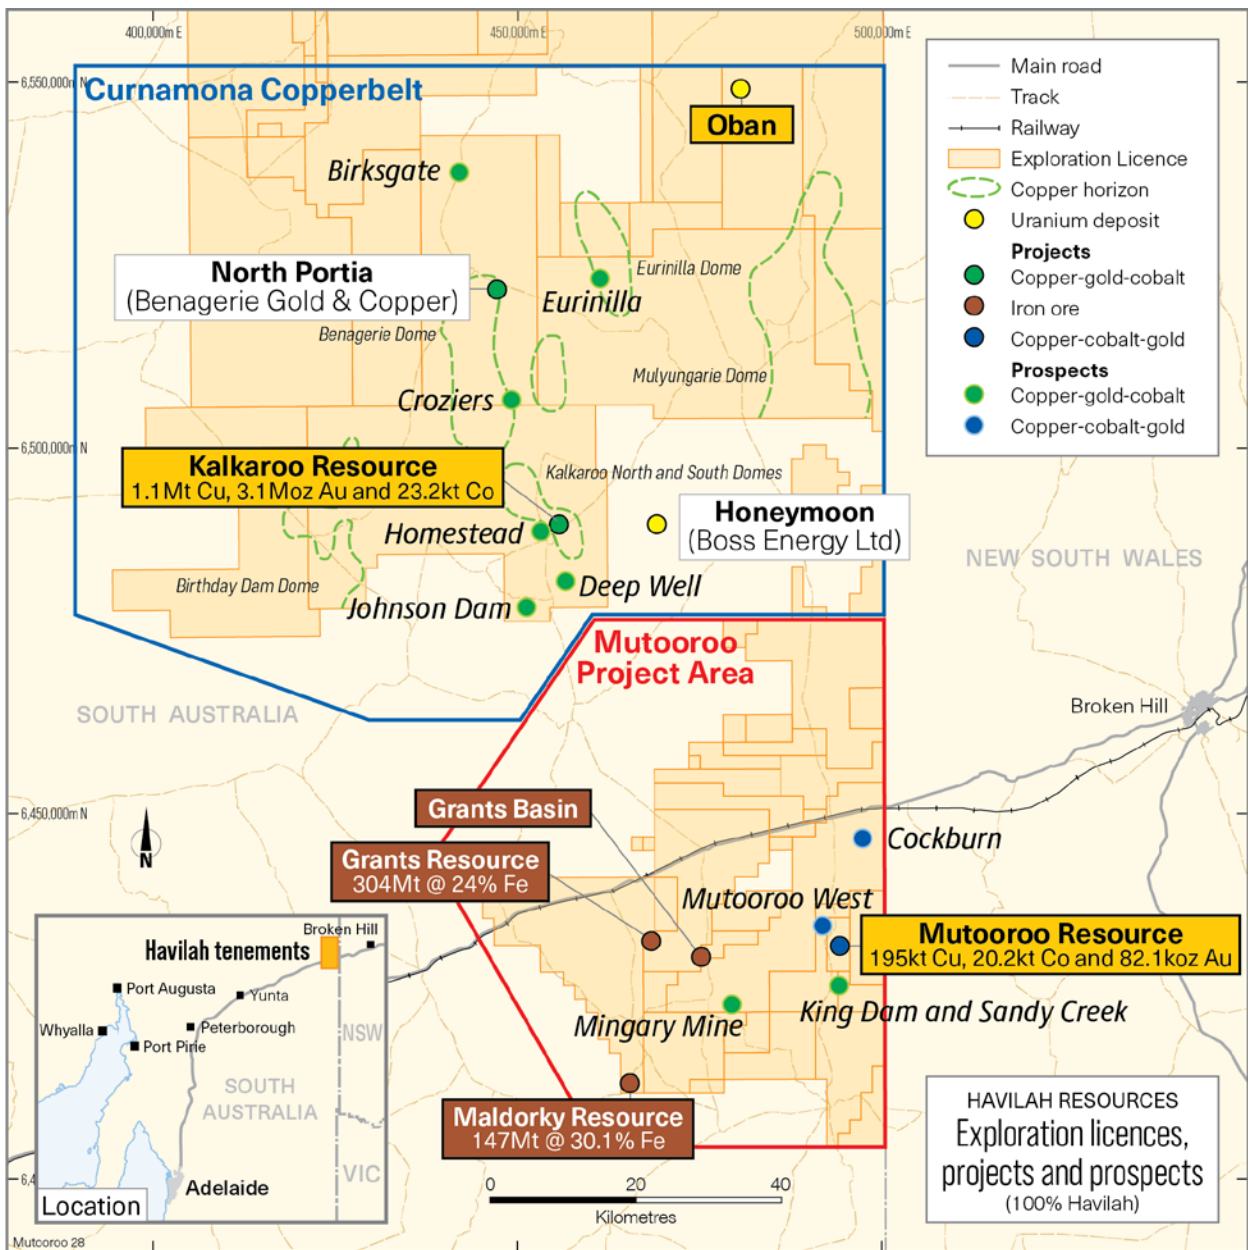 400,000m E
450,000m E
500,000m E
6,550,000m N
Curnamona Copperbelt
Oban
Birksgate
North Portia
(Benagerie Gold & Copper)
Eurinilla Dome
Eurinilla
Benagerie Dome
Mulyungarie Dome
Croziers
6,500,000m N
Kalkaroo Resource
1.1Mt Cu, 3.1Moz Au and 23.2kt Co
Kalkaroo North and South Domes
Homestead
Honeymoon
(Boss Energy Ltd)
Birthday Dam Dome
Deep Well
Johnson Dam
Main road
Track
Railway
Exploration Licence
Copper horizon
Uranium deposit
Projects
Copper-gold-cobalt
Iron ore
Copper-cobalt-gold
Prospects
Copper-gold-cobalt
Copper-cobalt-gold
NEW SOUTH WALES
Mutooroo
Project Area
SOUTH AUSTRALIA
Broken Hill
6,450,000m N
N
Grants Basin
Grants Resource
304Mt @ 24% Fe
Cockburn
Mutooroo West
Mutooroo Resource
195kt Cu, 20.2kt Co and 82.1koz Au
King Dam and Sandy Creek
Mingary Mine
Maldorky Resource
147Mt @ 30.1% Fe
Broken Hill
Havilah tenements
Port Augusta
Yunta
Whyalla
Peterborough
Port Pirie
NSW
SOUTH
AUSTRALIA
VIC
Adelaide
Location
6,4
0 20 40
Kilometres
HAVILAH RESOURCES
Exploration licences,
projects and prospects
(100% Havilah)
Mutcoroo 28